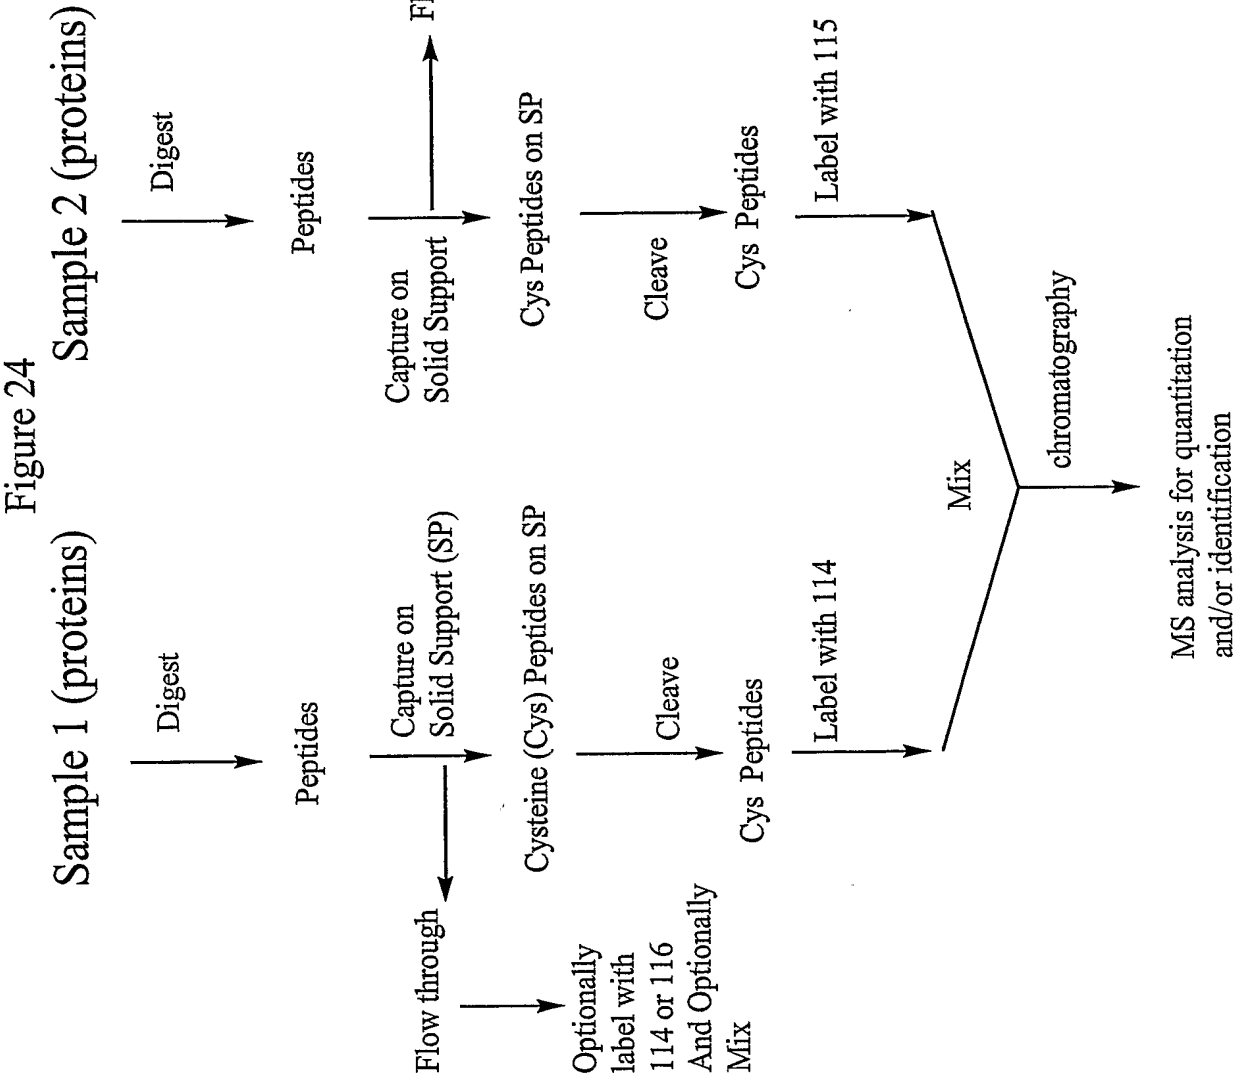 Figure 24
Sample 1 (proteins)
Digest
Peptides
Capture on
Solid Support (SP)
Flow through
Optionally
label with
114 or 116
And Optionally
Mix
Cysteine (Cys) Peptides on SP
Cleave
Cys Peptides
Label with 114
Sample 2 (proteins)
Digest
Peptides
Capture on
Solid Support
Cys Peptides on SP
Cleave
Cys Peptides
Label with 115
Mix
chromatography
MS analysis for quantitation
and/or identification